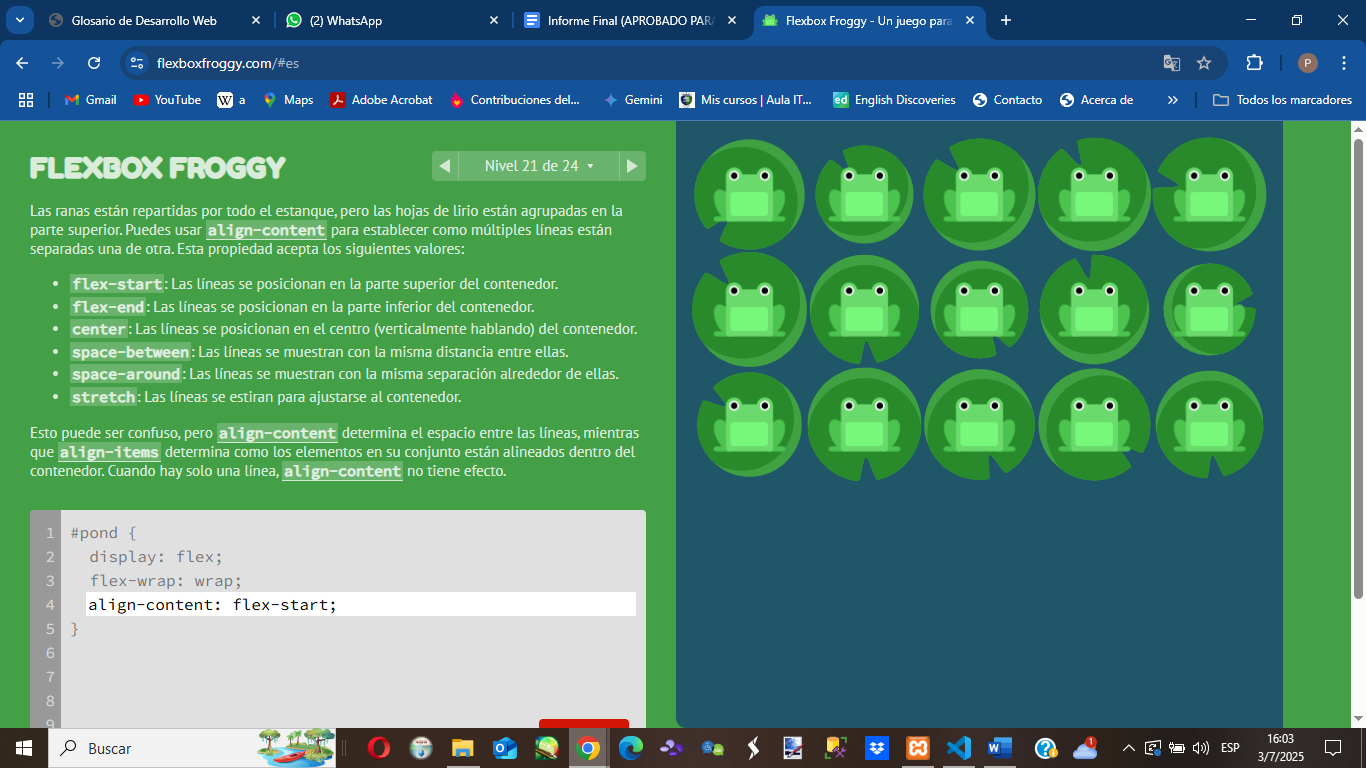 Glosario de Desarrollo Web
(2) WhatsApp
Informe Final (APROBADO PARA
Flexbox Froggy - Un juego para
flexboxfroggy.com/#es
P
Gmail
YouTube
W a
Maps
Adobe Acrobat
Contribuciones del...
Gemini
Mis cursos | Aula IT...
ed English Discoveries
Contacto
Acerca de
»
Todos los marcadores
FLEXBOX FROGGY
Nivel 21 de 24
Las ranas están repartidas por todo el estanque, pero las hojas de lirio están agrupadas en la
parte superior. Puedes usar align-content para establecer como múltiples líneas están
separadas una de otra. Esta propiedad acepta los siguientes valores:
• flex-start: Las líneas se posicionan en la parte superior del contenedor.
• flex-end: Las líneas se posicionan en la parte inferior del contenedor.
• center: Las líneas se posicionan en el centro (verticalmente hablando) del contenedor.
• space-between: Las líneas se muestran con la misma distancia entre ellas.
• space-around: Las líneas se muestran con la misma separación alrededor de ellas.
• stretch: Las líneas se estiran para ajustarse al contenedor.
Esto puede ser confuso, pero align-content determina el espacio entre las líneas, mientras
que align-items determina como los elementos en su conjunto están alineados dentro del
contenedor. Cuando hay solo una línea, align-content no tiene efecto.
1 #pond {
2 display: flex;
3 flex-wrap: wrap;
4 align-content: flex-start;
5 }
6
7
8
9
Buscar
1
ESP
16:03
3/7/2025